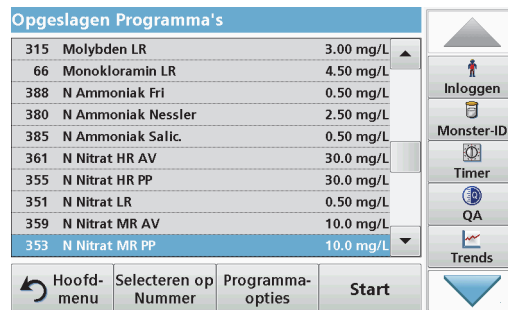 Opgeslagen Programma's
315 Molybden LR 3.00 mg/L
66 Monokloramin LR 4.50 mg/L
388 N Ammoniak Fri 0.50 mg/L
380 N Ammoniak Nessler 2.50 mg/L
385 N Ammoniak Salic. 0.50 mg/L
361 N Nitrat HR AV 30.0 mg/L
355 N Nitrat HR PP 30.0 mg/L
351 N Nitrat LR 0.50 mg/L
359 N Nitrat MR AV 10.0 mg/L
353 N Nitrat MR PP 10.0 mg/L
Inloggen
Monster-ID
Timer
QA
Trends
Hoofd-
menu
Selecteren op
Nummer
Programma-
opties
Start